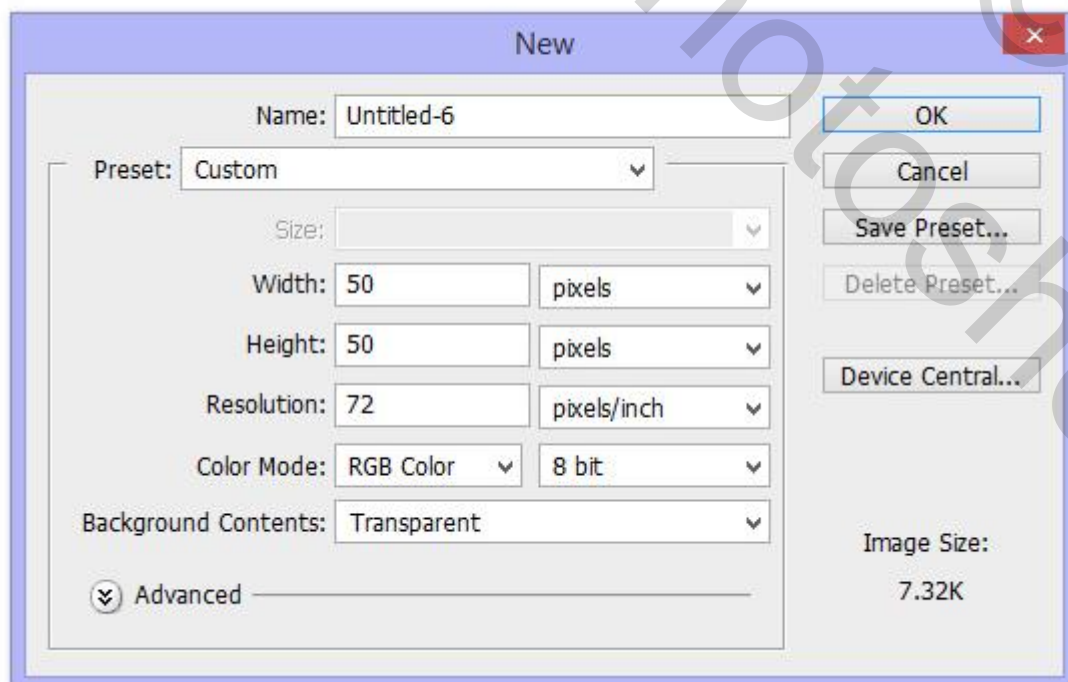 New
Name: Untitled-6
OK
Preset: Custom
Cancel
Size:
Save Preset...
Width: 50 pixels
Delete Preset...
Height: 50 pixels
Device Central...
Resolution: 72 pixels/inch
Color Mode: RGB Color 8 bit
Background Contents: Transparent
Image Size:
Advanced
7.32K